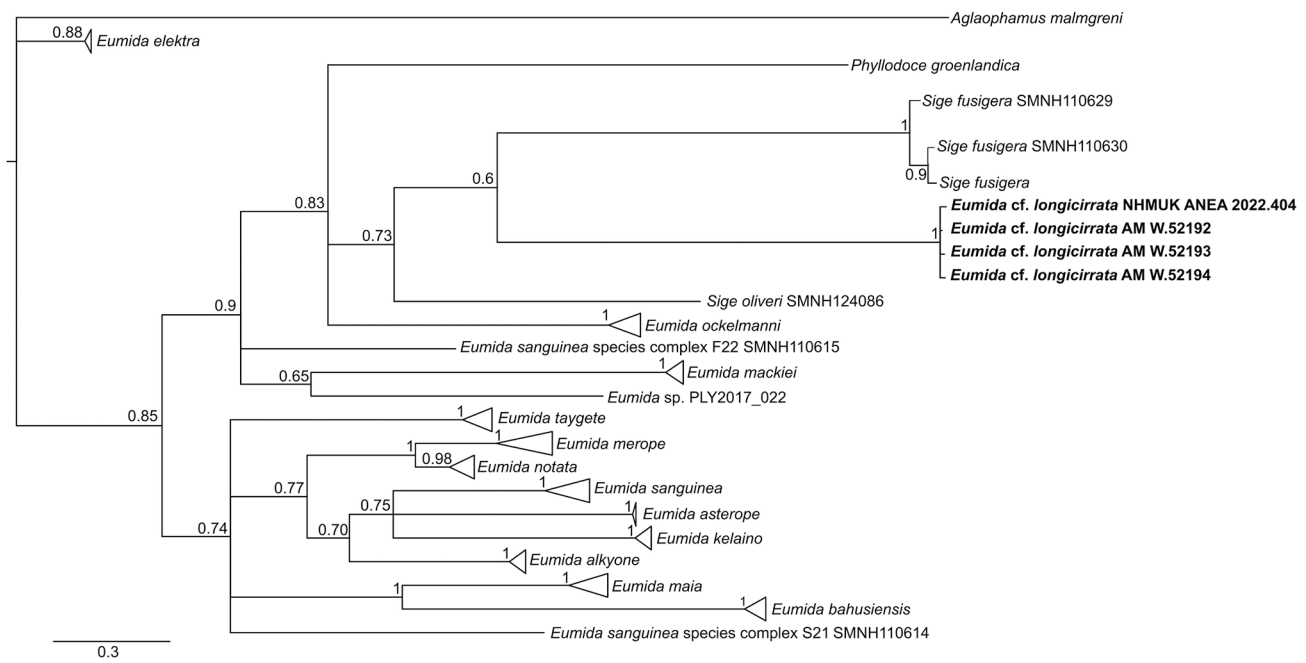 Aglaophamus malmgreni
0.88
Eumida elektra
Phyllodoce groenlandica
Sige fusigera SMNH110629
1
Sige fusigera SMNH110630
0.9
Sige fusigera
0.6
Eumida cf. longicirrata NHMUK ANEA 2022.404
0.83
Eumida cf. longicirrata AM W.52192
0.73
1
Eumida cf. longicirrata AM W.52193
Eumida cf. longicirrata AM W.52194
Sige oliveri SMNH124086
0.9
1
Eumida ockelmanni
Eumida sanguinea species complex F22 SMNH110615
1
Eumida mackiei
0.65
Eumida sp. PLY2017_022
0.85
1
Eumida taygete
1
1
Eumida merope
0.98
Eumida notata
0.77
1
Eumida sanguinea
0.75
1
Eumida asterope
0.74
0.70
1
Eumida kelaino
1
Eumida alkyone
1
1
Eumida maia
1
Eumida bahusiensis
Eumida sanguinea species complex S21 SMNH110614
0.3